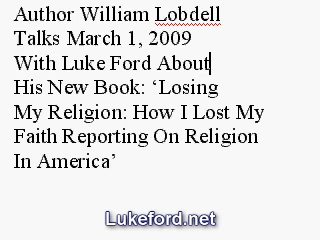 Author William Lobdell
Talks March 1, 2009
With Luke Ford About
His New Book: ‘Losing
My Religion: How I Lost My
Faith Reporting On Religion
In America’
Lukeford.net